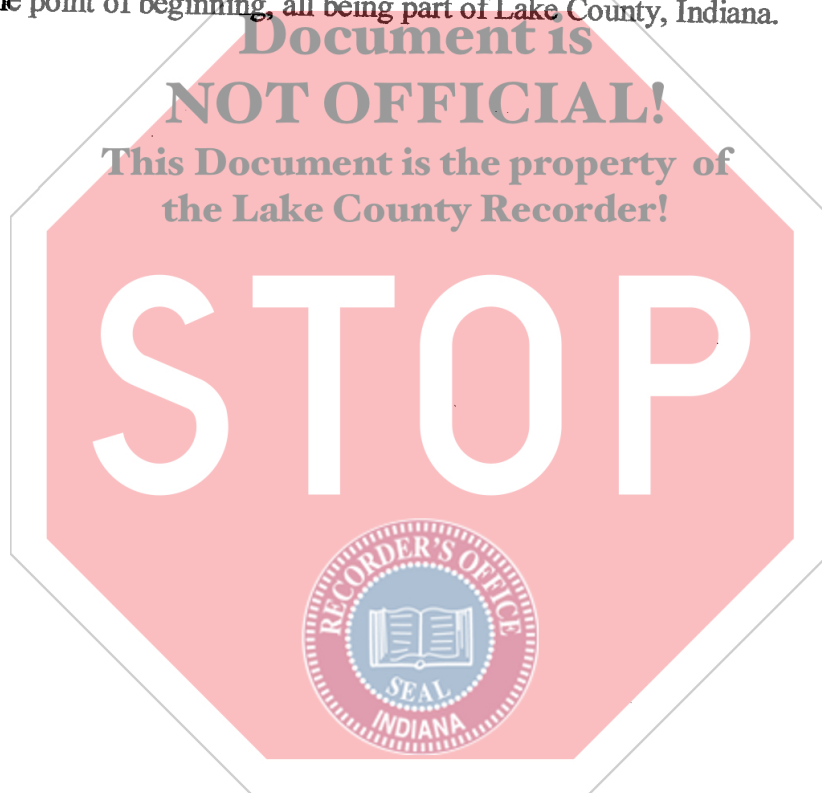 point of beginning, all being part of Lake County, Indiana.
Document is
NOT OFFICIAL!
This Document is the property of
the Lake County Recorder!
STOP
RECORDER'S OFFICE
SEAL
INDIANA